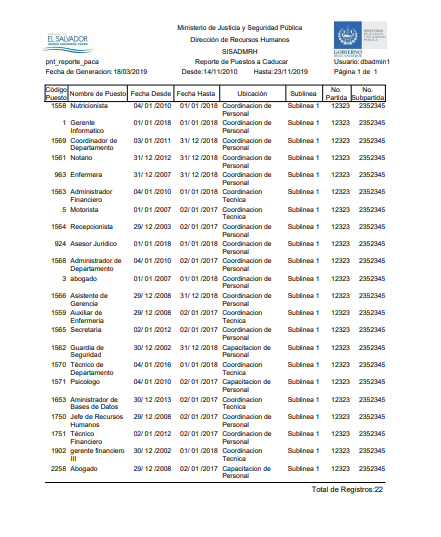 Ministerio de Justicia y Seguridad Pública
EL SALVADOR
Dirección de Recursos Humanos
SISADMRH
pnt_reporte_paca Reporte de Puestos a Caducar Usuario: dbadmin1
Fecha de Generacion:18/03/2019 Desde:14/11/2010 Hasta:23/11/2019 Página 1 de 1
Código Puesto Nombre de Puesto Fecha Desde Fecha Hasta Ubicación Sublinea No. Partida No. Subpartida
1558 Nutricionista 04/ 01 /2010 01/ 01 /2018 Coordinacion de Personal Sublinea 1 12323 2352345
1 Gerente Informatico 01/ 01 /2018 01/ 01 /2018 Coordinacion de Personal Sublinea 1 12323 2352345
1569 Coordinador de Departamento 03/ 01 /2011 31/ 12 /2018 Coordinacion de Personal Sublinea 1 12323 2352345
1561 Notario 31/ 12 /2012 31/ 12 /2018 Coordinacion de Personal Sublinea 1 12323 2352345
963 Enfermera 31/ 12 /2007 31/ 12 /2018 Coordinacion de Personal Sublinea 1 12323 2352345
1563 Administrador Financiero 04/ 01 /2010 01/ 01 /2018 Coordinacion Tecnica Sublinea 1 12323 2352345
5 Motorista 01/ 01 /2007 02/ 01 /2017 Coordinacion Tecnica Sublinea 1 12323 2352345
1564 Recepcionista 29/ 12 /2003 02/ 01 /2017 Coordinacion de Personal Sublinea 1 12323 2352345
924 Asesor Juridico 01/ 01 /2018 01/ 01 /2018 Coordinacion de Personal Sublinea 1 12323 2352345
1568 Administrador de Departamento 04/ 01 /2010 02/ 01 /2017 Coordinacion de Personal Sublinea 1 12323 2352345
3 abogado 01/ 01 /2007 01/ 01 /2018 Coordinacion de Personal Sublinea 1 12323 2352345
1566 Asistente de Gerencia 29/ 12 /2008 31/ 12 /2018 Coordinacion de Personal Sublinea 1 12323 2352345
1559 Auxiliar de Enfermería 29/ 12 /2008 02/ 01 /2017 Coordinacion de Personal Sublinea 1 12323 2352345
1565 Secretaria 02/ 01 /2012 02/ 01 /2017 Coordinacion de Personal Sublinea 1 12323 2352345
1562 Guardia de Seguridad 30/ 12 /2002 31/ 12 /2018 Capacitacion de Personal Sublinea 1 12323 2352345
1570 Técnico de Departamento 04/ 01 /2016 01/ 01 /2018 Coordinacion Tecnica Sublinea 1 12323 2352345
1571 Psicologo 04/ 01 /2010 02/ 01 /2017 Capacitacion de Personal Sublinea 1 12323 2352345
1653 Aministrador de Bases de Datos 30/ 12 /2013 02/ 01 /2017 Coordinacion Tecnica Sublinea 1 12323 2352345
1750 Jefe de Recursos Humanos 29/ 12 /2008 02/ 01 /2017 Coordinacion de Personal Sublinea 1 12323 2352345
1751 Técnico Financiero 02/ 01 /2012 02/ 01 /2017 Coordinacion de Personal Sublinea 1 12323 2352345
1902 gerente financiero III 30/ 12 /2002 01/ 01 /2018 Coordinacion Tecnica Sublinea 1 12323 2352345
2258 Abogado 29/ 12 /2008 02/ 01 /2017 Capacitacion de Personal Sublinea 1 12323 2352345
Total de Registros:22